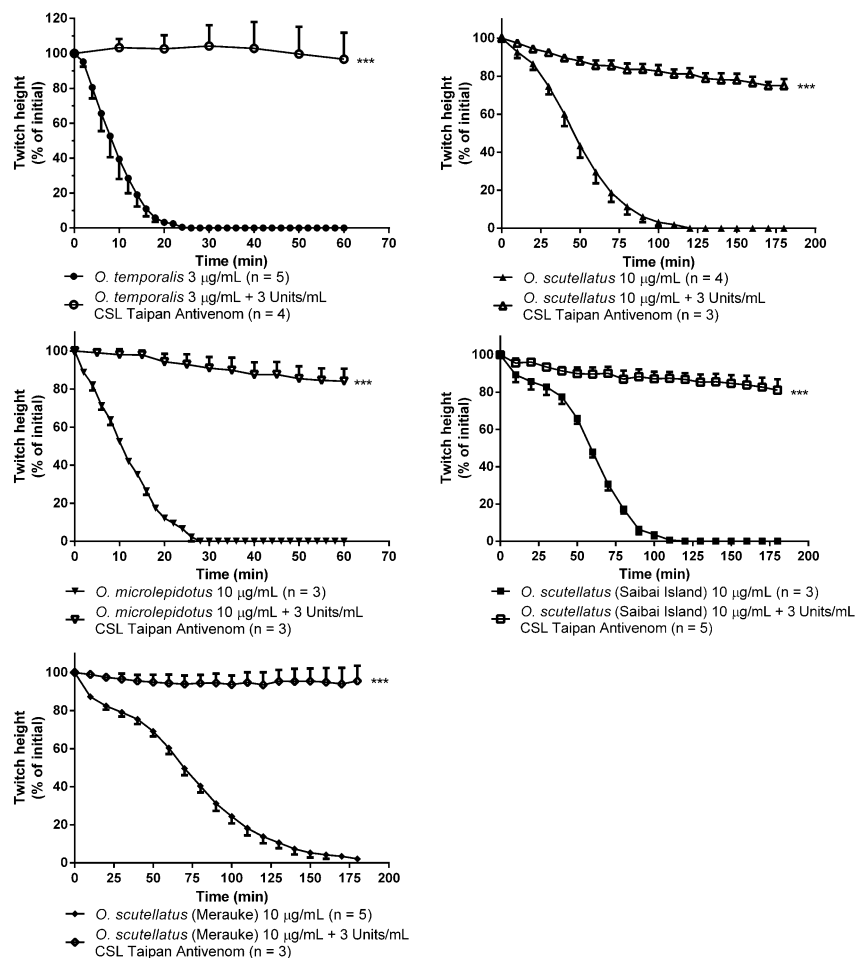 120
100
80
60
40
20
0
Twitch height
(% of initial)
***
0 10 20 30 40 50 60 70
Time (min)
O. temporalis 3 μg/mL (n = 5)
O. temporalis 3 μg/mL + 3 Units/mL
CSL Taipan Antivenom (n = 4)
100
80
60
40
20
0
Twitch height
(% of initial)
***
0 25 50 75 100 125 150 175 200
Time (min)
O. scutellatus 10 μg/mL (n = 4)
O. scutellatus 10 μg/mL + 3 Units/mL
CSL Taipan Antivenom (n = 3)
100
80
60
40
20
0
Twitch height
(% of initial)
***
0 10 20 30 40 50 60 70
Time (min)
O. microlepidotus 10 μg/mL (n = 3)
O. microlepidotus 10 μg/mL + 3 Units/mL
CSL Taipan Antivenom (n = 3)
100
80
60
40
20
0
Twitch height
(% of initial)
***
0 25 50 75 100 125 150 175 200
Time (min)
O. scutellatus (Saibai Island) 10 μg/mL (n = 3)
O. scutellatus (Saibai Island) 10 μg/mL + 3 Units/mL
CSL Taipan Antivenom (n = 5)
100
80
60
40
20
0
Twitch height
(% of initial)
***
0 25 50 75 100 125 150 175 200
Time (min)
O. scutellatus (Merauke) 10 μg/mL (n = 5)
O. scutellatus (Merauke) 10 μg/mL + 3 Units/mL
CSL Taipan Antivenom (n = 3)